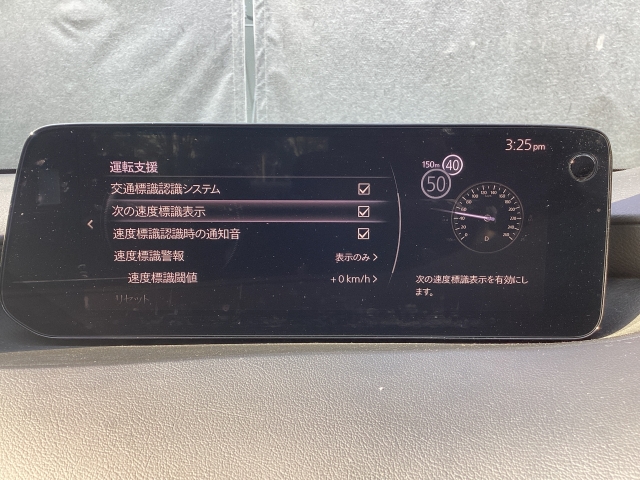 3:25 pm
運転支援
交通標識認識システム
次の速度標識表示
速度標識認識時の通知音
速度標識警報 表示のみ
速度標識閾値 +0 km/h
リセット
150m 40
50
D
次の速度標識表示を有効にし
ます。